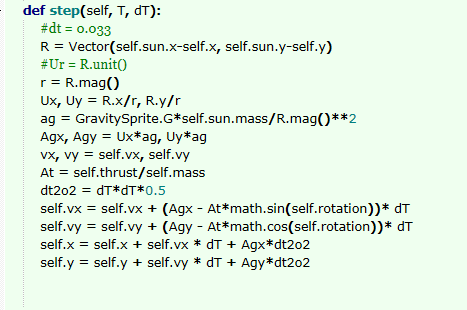 def step(self, T, dT):
#dt = 0.033
R = Vector(self.sun.x-self.x, self.sun.y-self.y)
#Ur = R.unit()
r = R.mag()
Ux, Uy = R.x/r, R.y/r
ag = GravitySprite.G*self.sun.mass/R.mag()**2
Agx, Agy = Ux*ag, Uy*ag
vx, vy = self.vx, self.vy
At = self.thrust/self.mass
dt2o2 = dT*dT*0.5
self.vx = self.vx + (Agx - At*math.sin(self.rotation))* dT
self.vy = self.vy + (Agy - At*math.cos(self.rotation))* dT
self.x = self.x + self.vx * dT + Agx*dt2o2
self.y = self.y + self.vy * dT + Agy*dt2o2